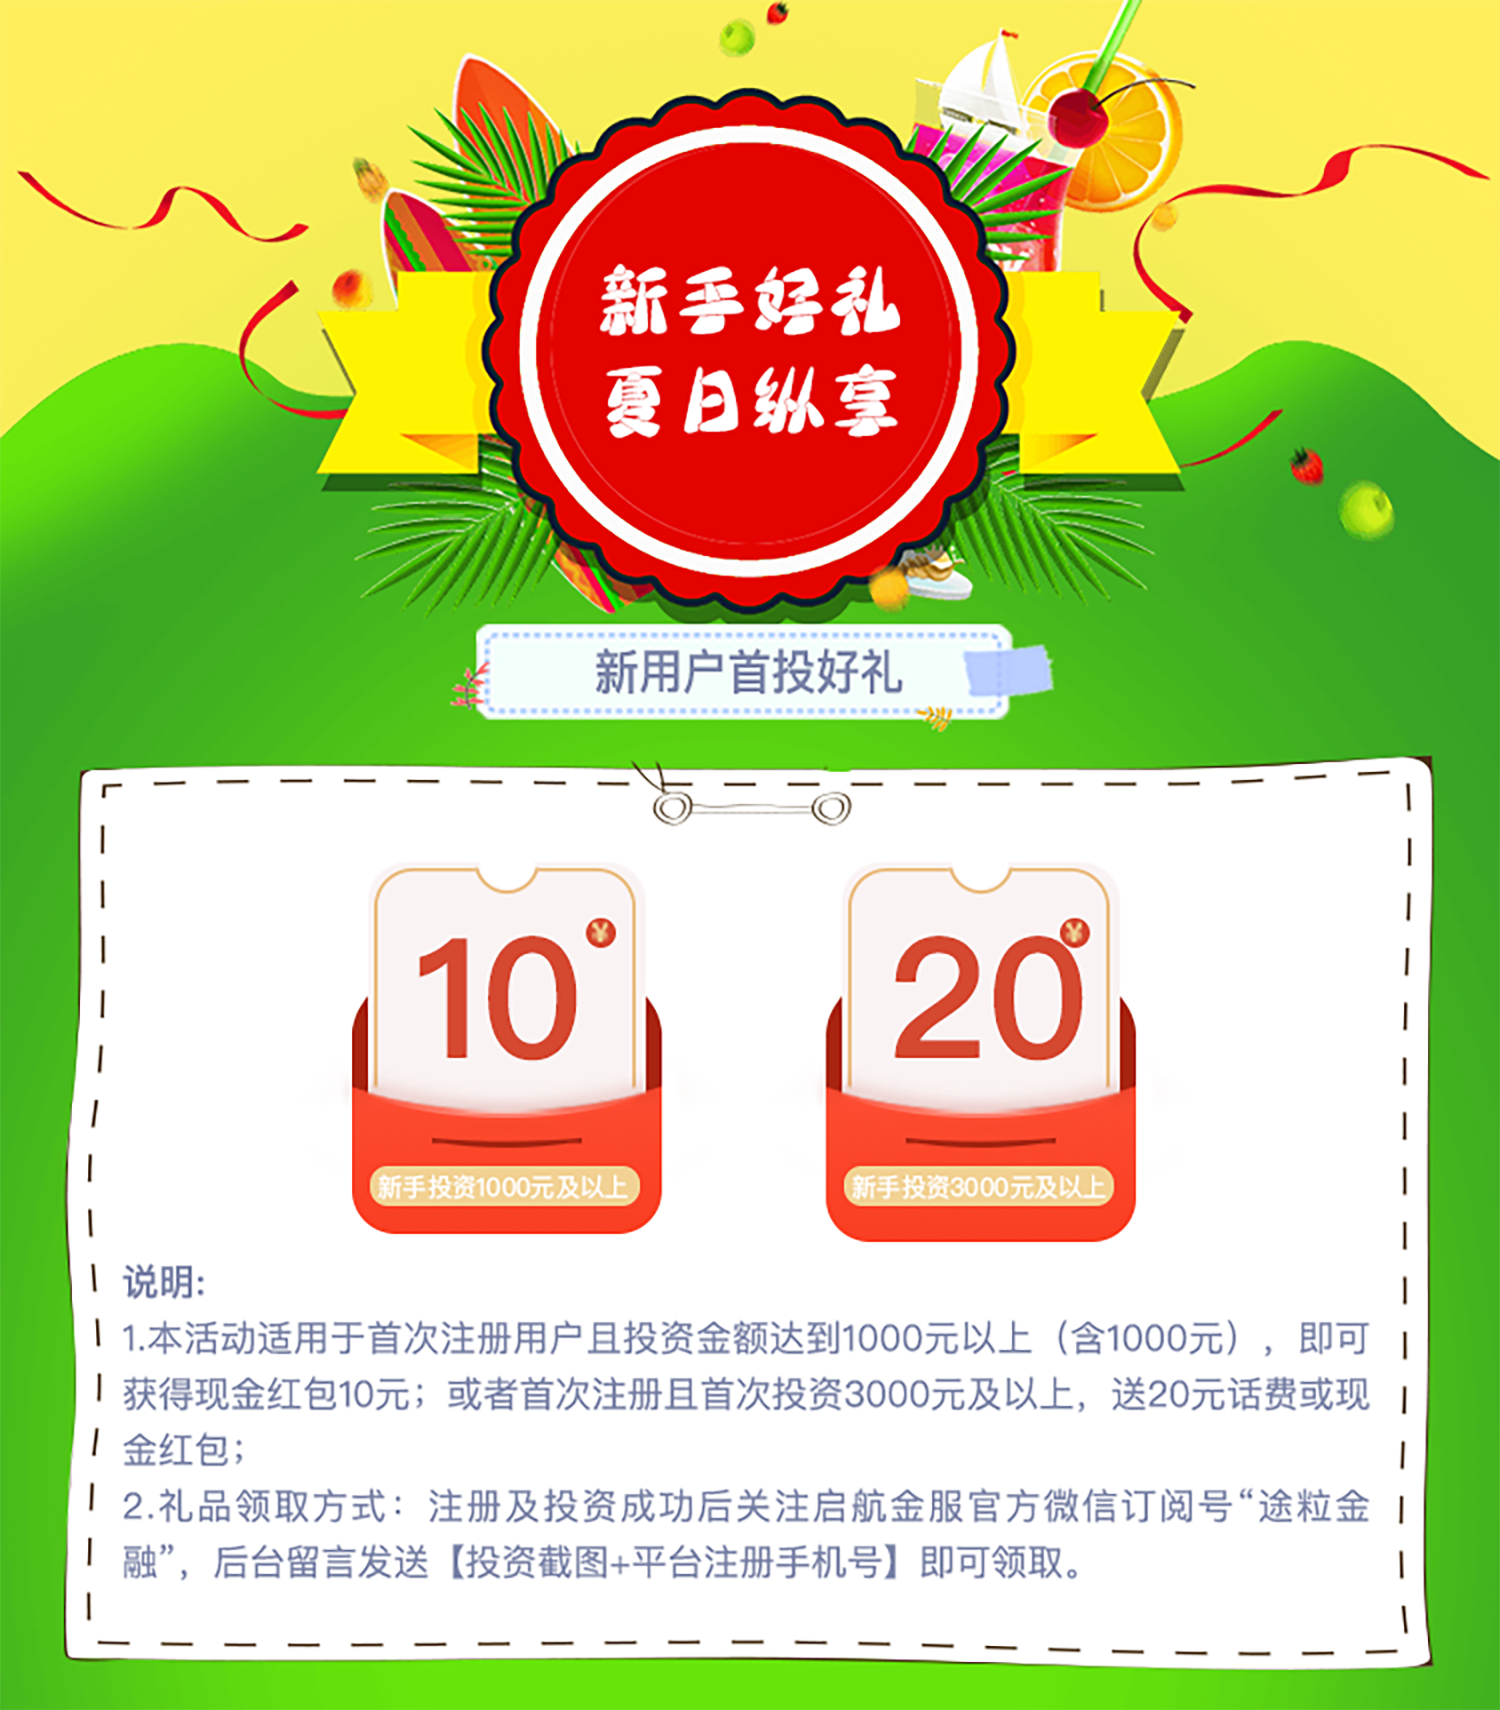 新手好礼
夏日纵享
新用户首投好礼
10¥
20¥
新手投资1000元及以上
新手投资3000元及以上
说明:
1.本活动适用于首次注册用户且投资金额达到1000元以上（含1000元），即可
获得现金红包10元；或者首次注册且首次投资3000元及以上，送20元话费或现
金红包；
2.礼品领取方式：注册及投资成功后关注启航金服官方微信订阅号“途粒金
融”，后台留言发送【投资截图+平台注册手机号】即可领取。